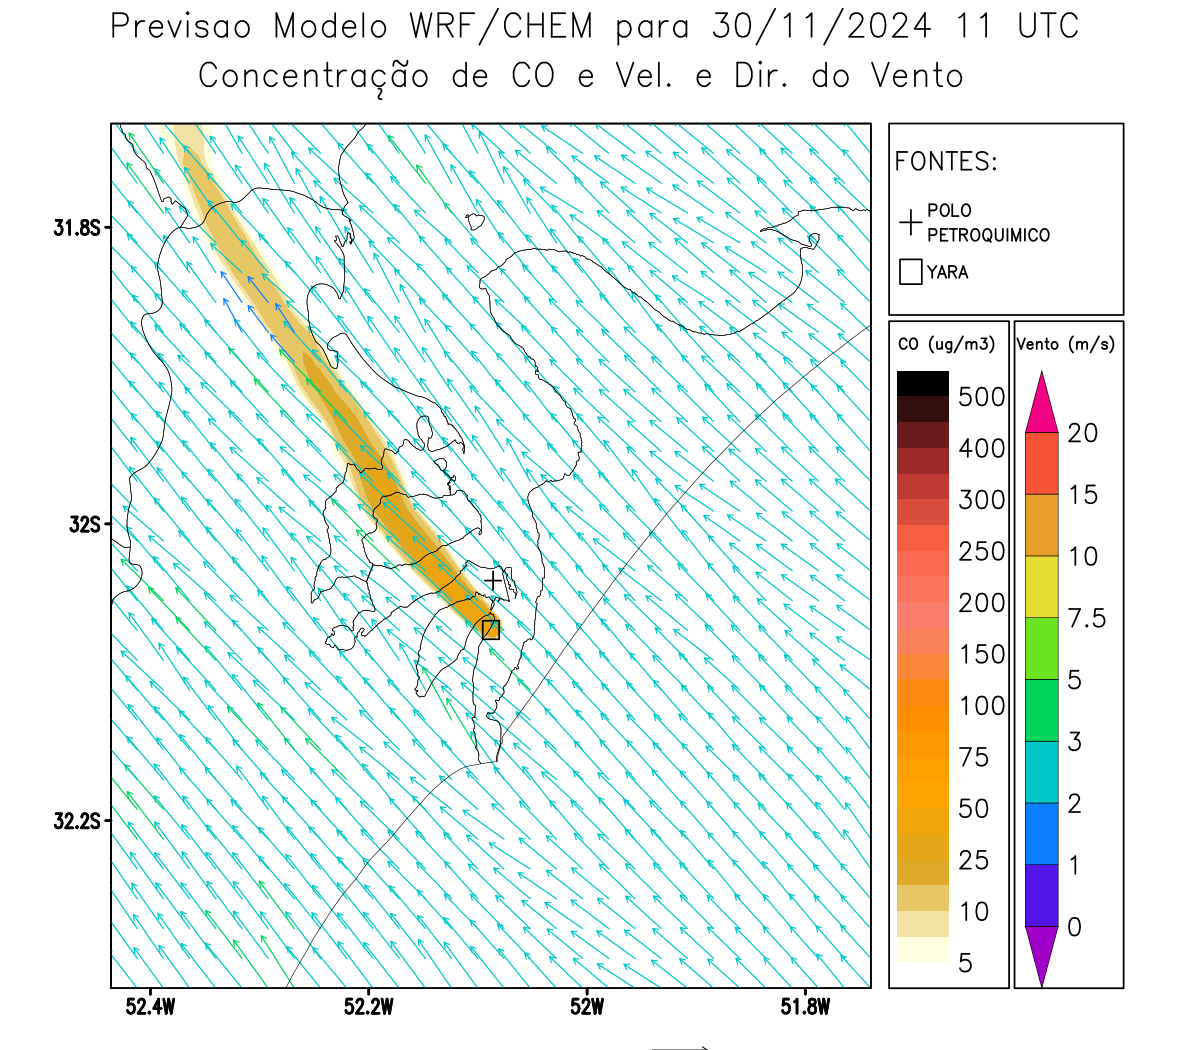 Previsao Modelo WRF/CHEM para 30/11/2024 11 UTC
Concentração de CO e Vel. e Dir. do Vento
FONTES:
POLO
PETROQUIMICO
YARA
CO (ug/m3)
500
400
300
250
200
150
100
75
50
25
10
5
Vento (m/s)
20
15
10
7.5
5
3
2
1
0
31.8S
32S
32.2S
52.4W
52.2W
52W
51.8W